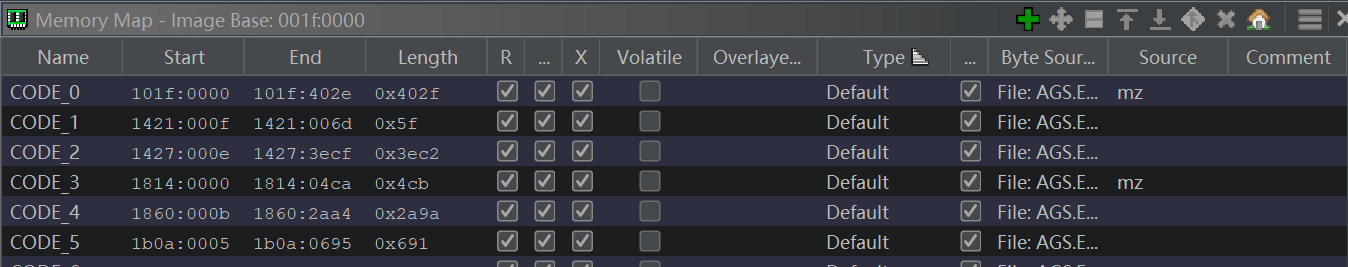 Memory Map - Image Base: 001f:0000
Name Start End Length R ... X Volatile Overlaye... Type ... Byte Sour... Source Comment
CODE_0 101f:0000 101f:402e 0x402f Default File: AGS.E... mz
CODE_1 1421:000f 1421:006d 0x5f Default File: AGS.E...
CODE_2 1427:000e 1427:3ecf 0x3ec2 Default File: AGS.E...
CODE_3 1814:0000 1814:04ca 0x4cb Default File: AGS.E... mz
CODE_4 1860:000b 1860:2aa4 0x2a9a Default File: AGS.E...
CODE_5 1b0a:0005 1b0a:0695 0x691 Default File: AGS.E...